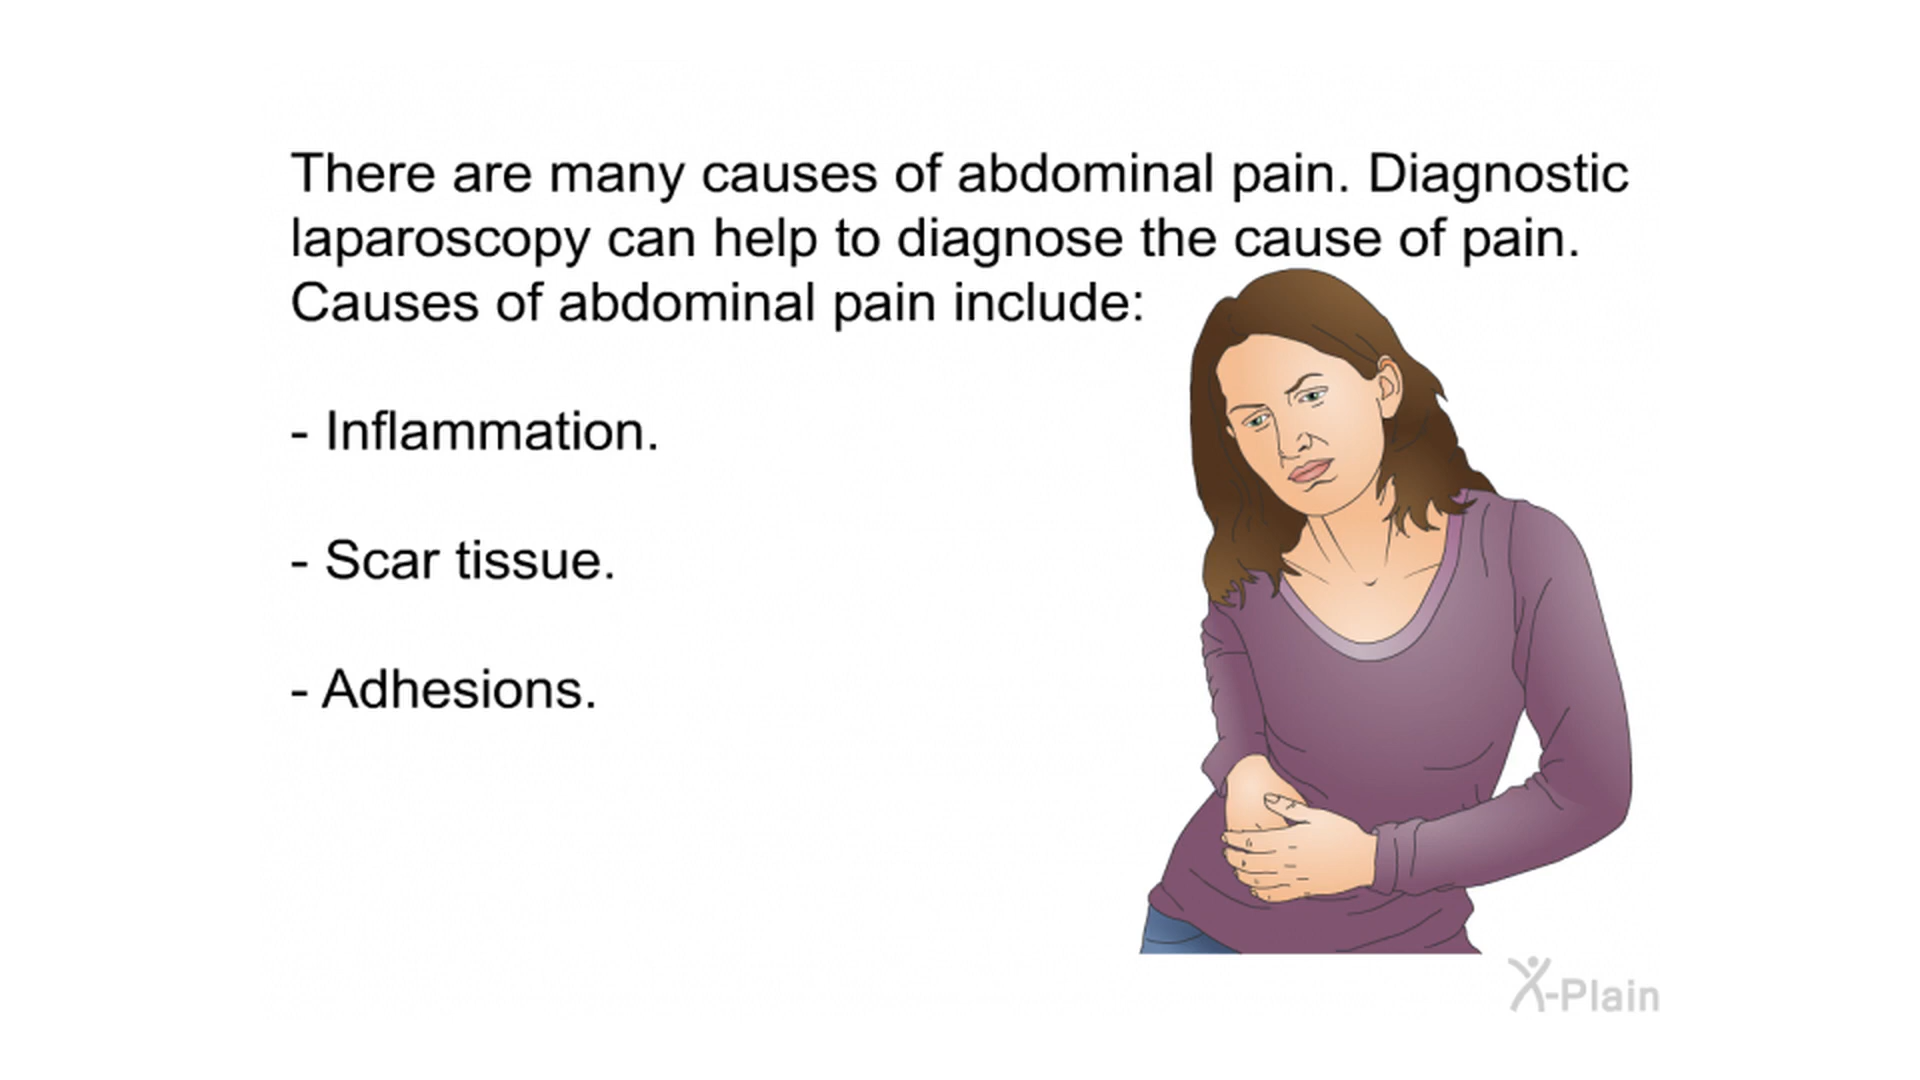 There are many causes of abdominal pain. Diagnostic
laparoscopy can help to diagnose the cause of pain.
Causes of abdominal pain include:
- Inflammation.
- Scar tissue.
- Adhesions.
X-Plain